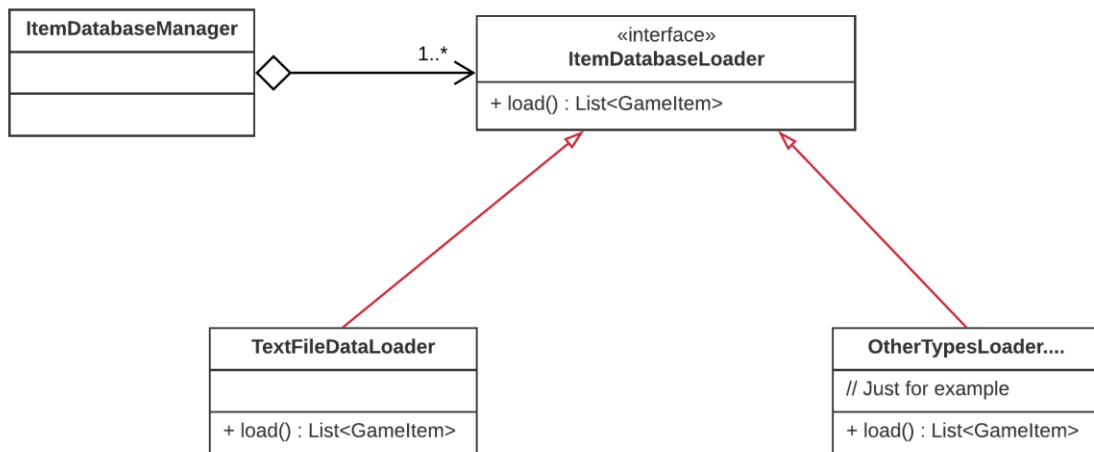 ItemDatabaseManager
«interface»
ItemDatabaseLoader
1..*
+ load() : List<GameItem>
TextFileDataLoader
+ load() : List<GameItem>
OtherTypesLoader....
// Just for example
+ load() : List<GameItem>